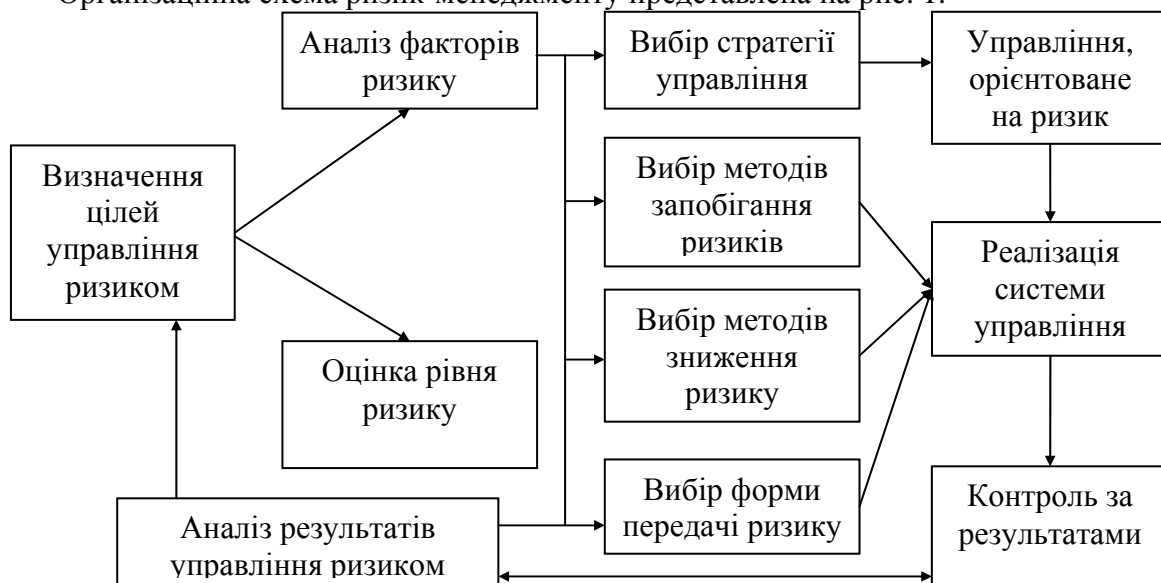 Організаційна схема ризик-менеджменту представлена на рис. 1.
Аналіз факторів
ризику
Вибір стратегії
управління
Управління,
орієнтоване
на ризик
Визначення
цілей
управління
ризиком
Вибір методів
запобігання
ризиків
Реалізація
системи
управління
Оцінка рівня
ризику
Вибір методів
зниження
ризику
Аналіз результатів
управління ризиком
Вибір форми
передачі ризику
Контроль за
результатами